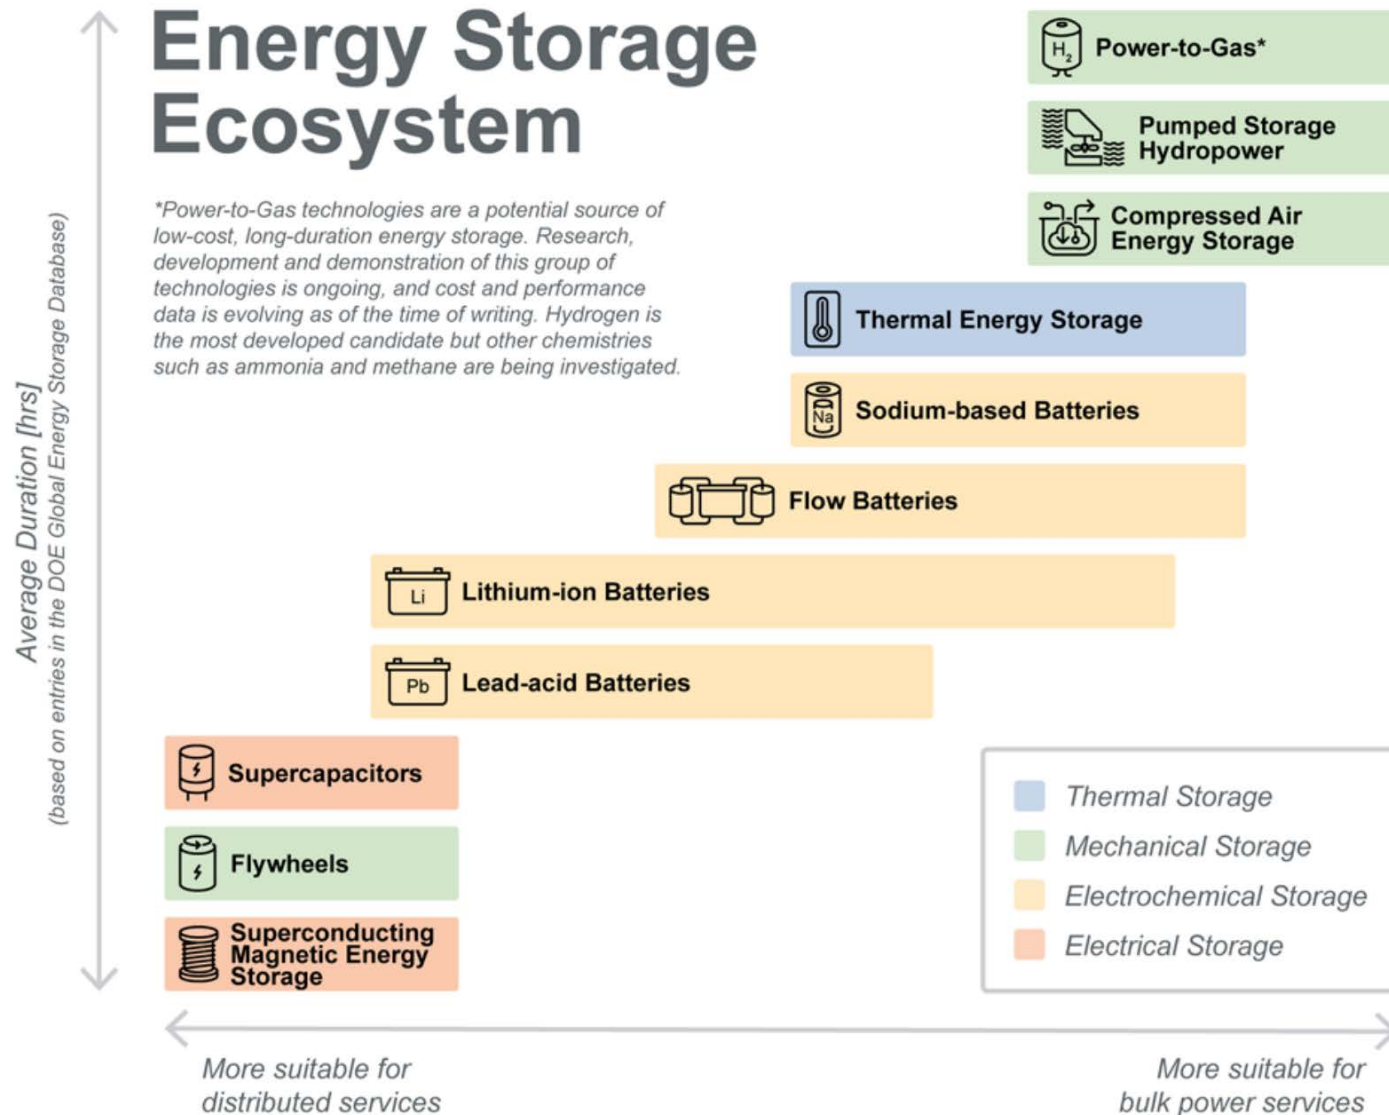 Energy Storage
Ecosystem
*Power-to-Gas technologies are a potential source of
low-cost, long-duration energy storage. Research,
development and demonstration of this group of
technologies is ongoing, and cost and performance
data is evolving as of the time of writing. Hydrogen is
the most developed candidate but other chemistries
such as ammonia and methane are being investigated.
Average Duration [hrs]
(based on entries in the DOE Global Energy Storage Database)
H2
Power-to-Gas*
Pumped Storage
Hydropower
Compressed Air
Energy Storage
Thermal Energy Storage
Na
Sodium-based Batteries
Flow Batteries
Li
Lithium-ion Batteries
Pb
Lead-acid Batteries
Supercapacitors
Flywheels
Superconducting
Magnetic Energy
Storage
Thermal Storage
Mechanical Storage
Electrochemical Storage
Electrical Storage
More suitable for
distributed services
More suitable for
bulk power services